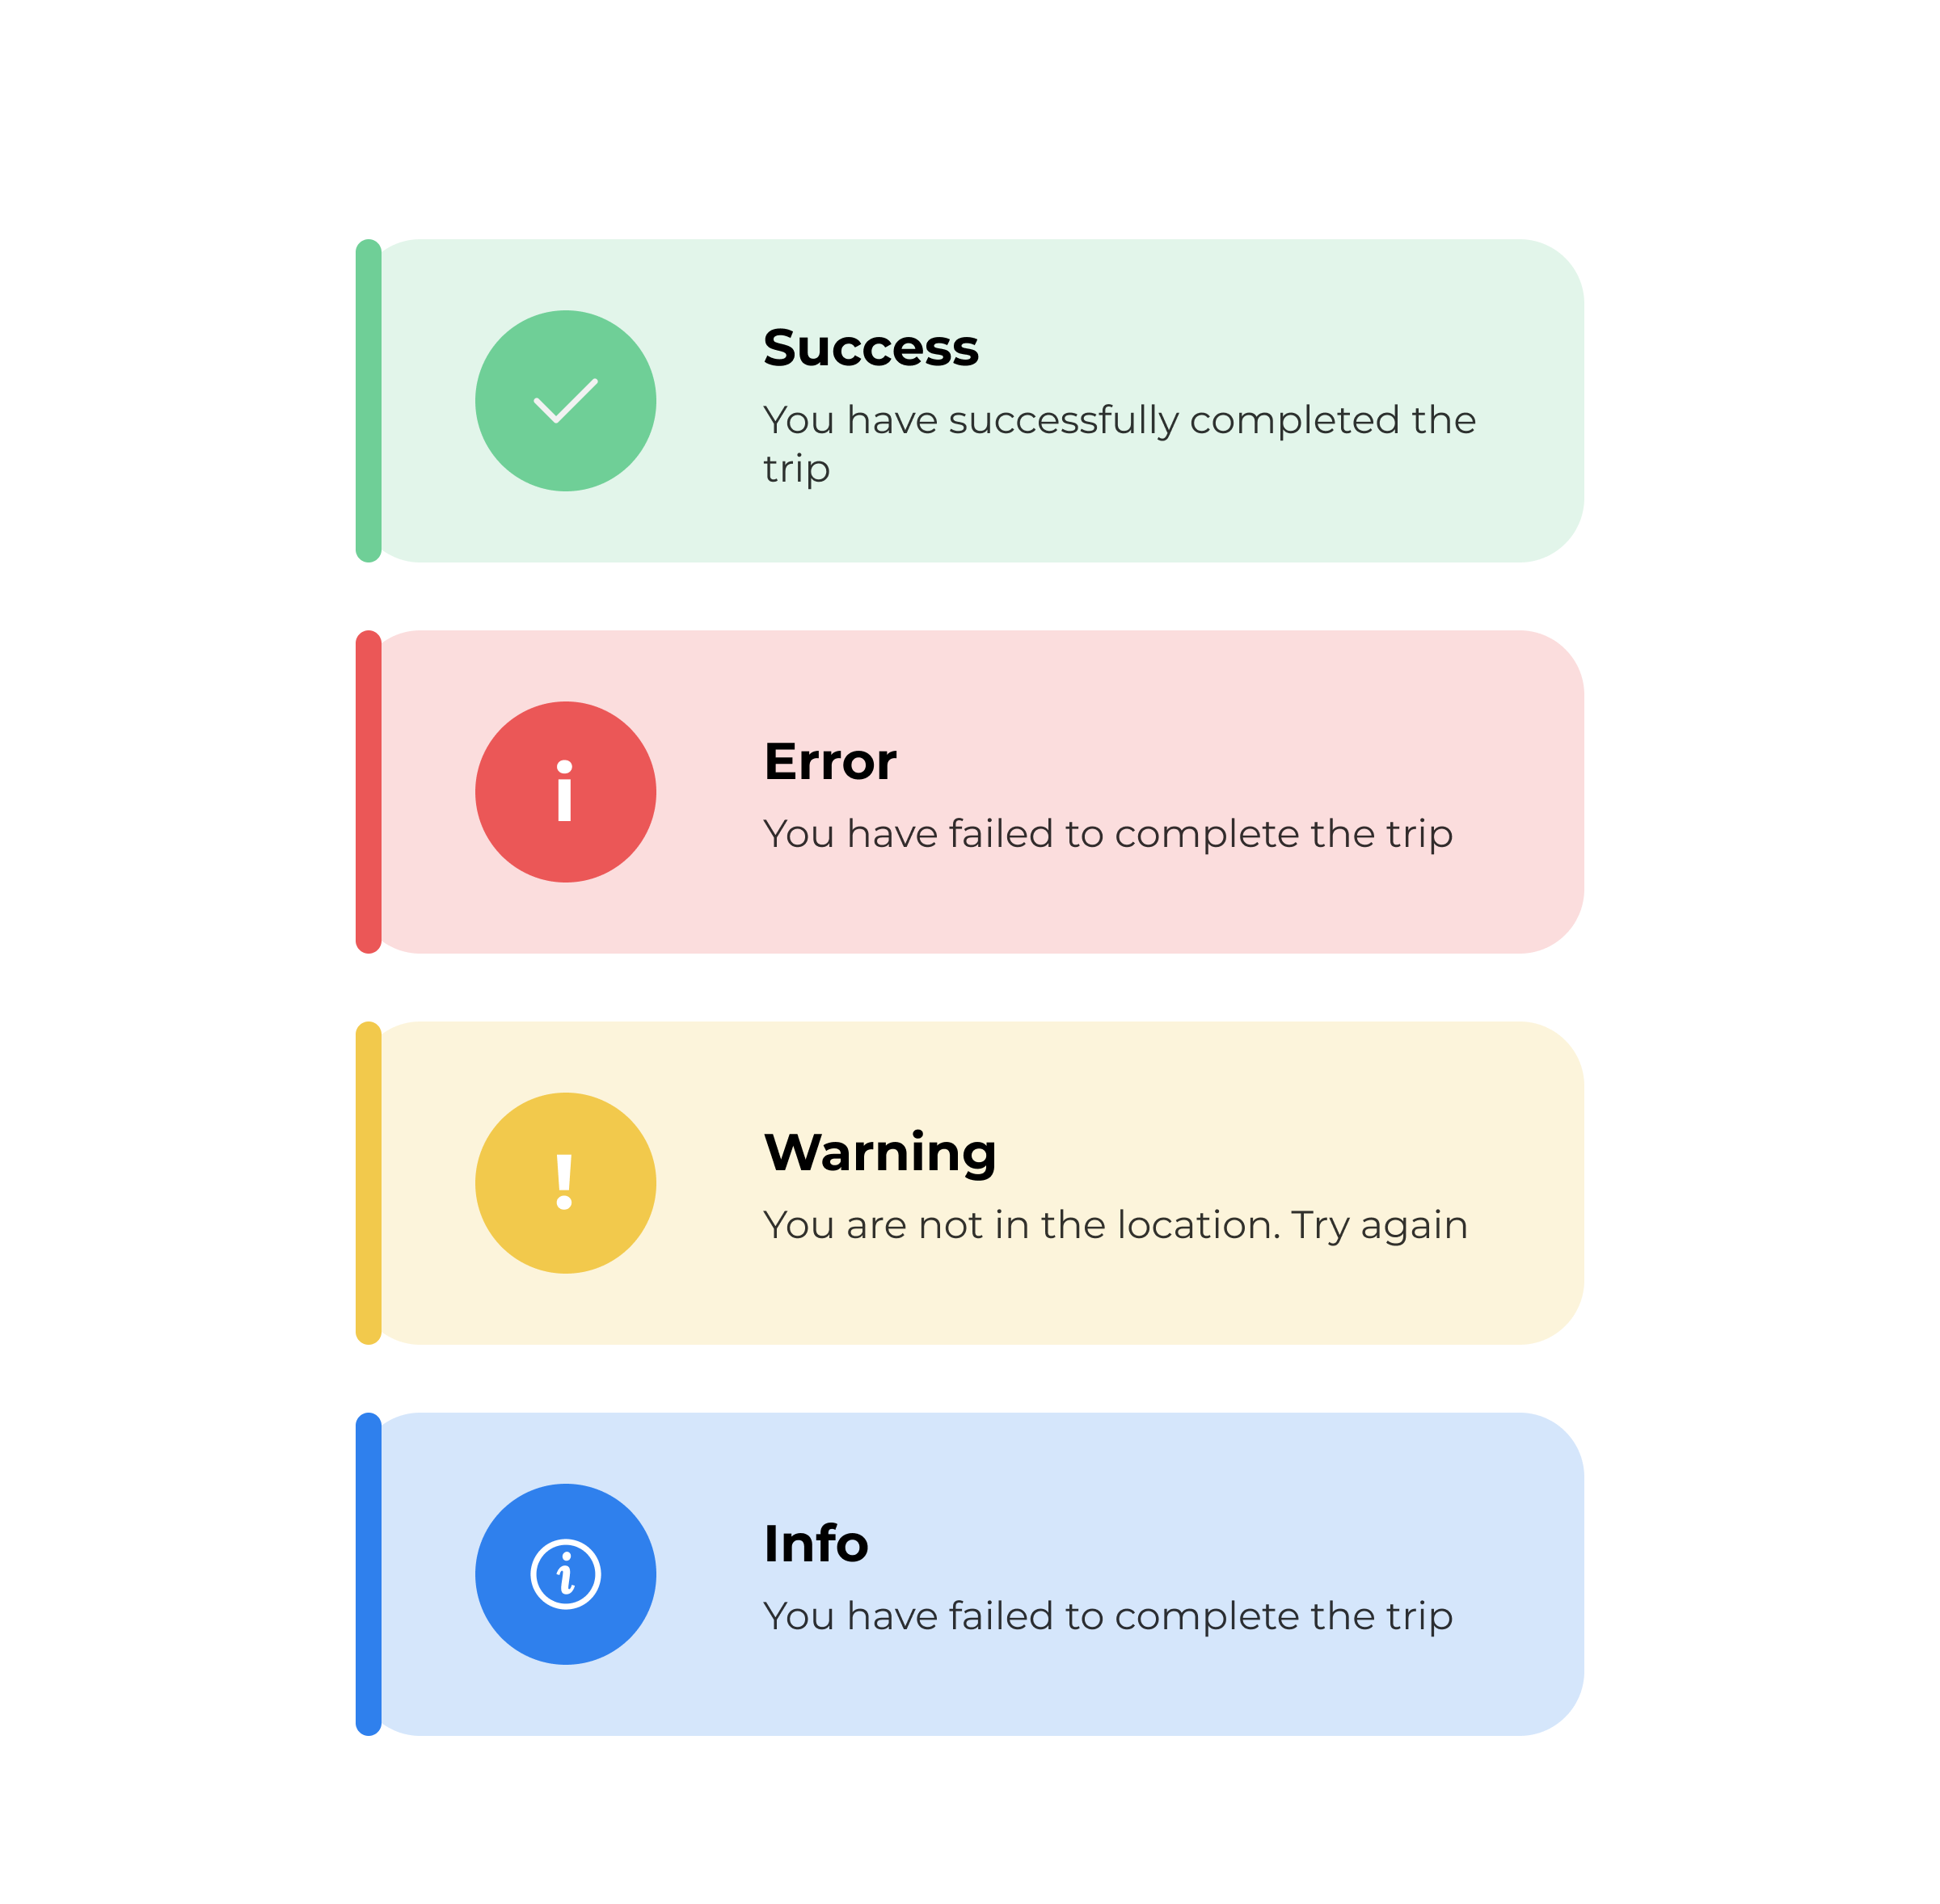 Success
You have successfully completed the
trip
i
Error
You have failed to complete the trip
!
Warning
You are not in the location. Try again
i
Info
You have failed to complete the trip